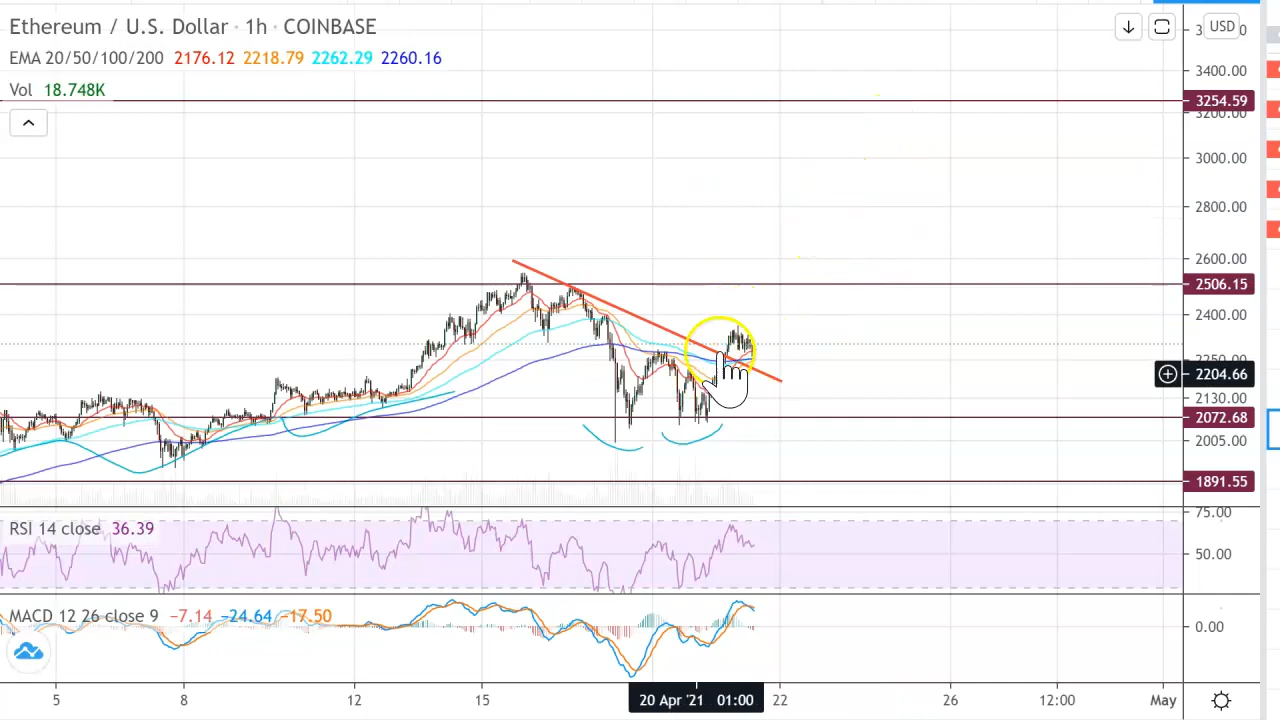 Ethereum / U.S. Dollar · 1h · COINBASE
USD
EMA 20/50/100/200 2176.12 2218.79 2262.29 2260.16
Vol 18.748K
3400.00
3254.59
3200.00
3000.00
2800.00
2600.00
2506.15
2400.00
2250.00
2204.66
2130.00
2072.68
2005.00
1891.55
RSI 14 close 36.39
75.00
50.00
MACD 12 26 close 9 −7.14 −24.64 −17.50
0.00
5 8 12 15 20 Apr '21 01:00 22 26 12:00 May